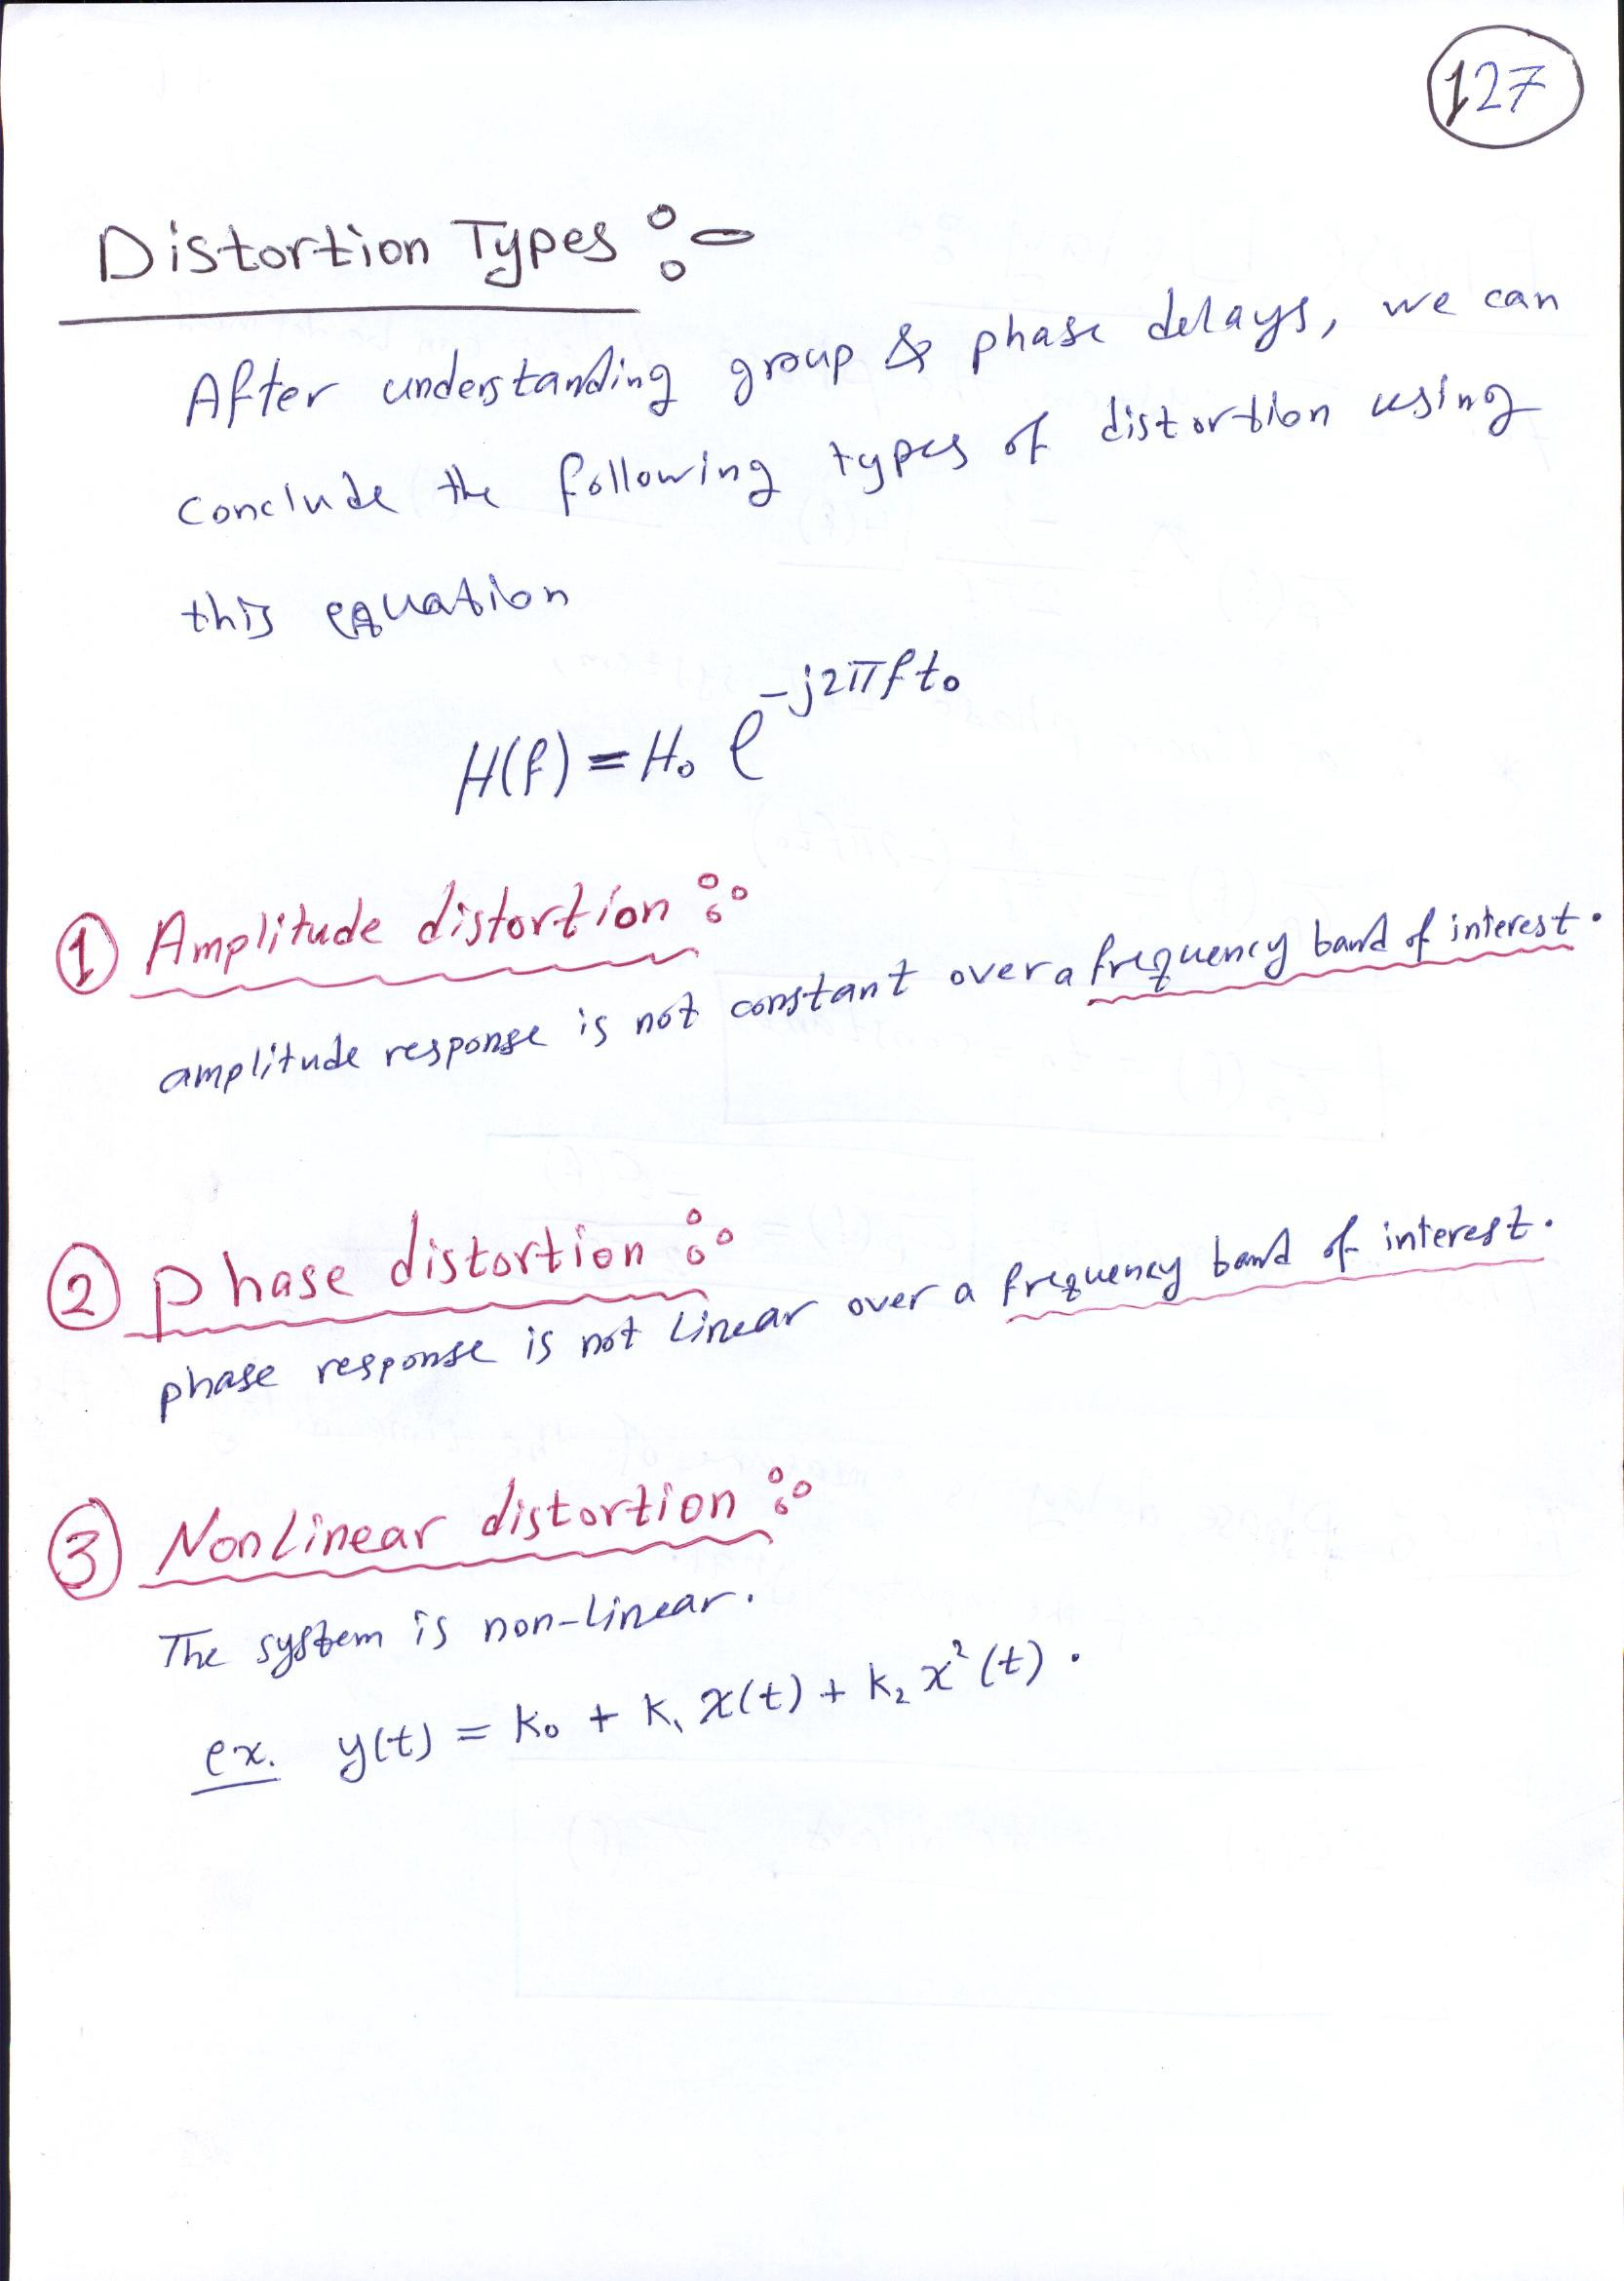 127
Distortion Types :-
After understanding group & phase delays, we can
conclude the following types of distortion using
this equation
H(f) = H₀ e^{-j2πft₀}
① Amplitude distortion :
amplitude response is not constant over a frequency band of interest.
② phase distortion :
phase response is not Linear over a frequency band of interest.
③ NonLinear distortion :
The system is non-Linear.
ex. y(t) = k₀ + k₁ x(t) + k₂ x²(t).